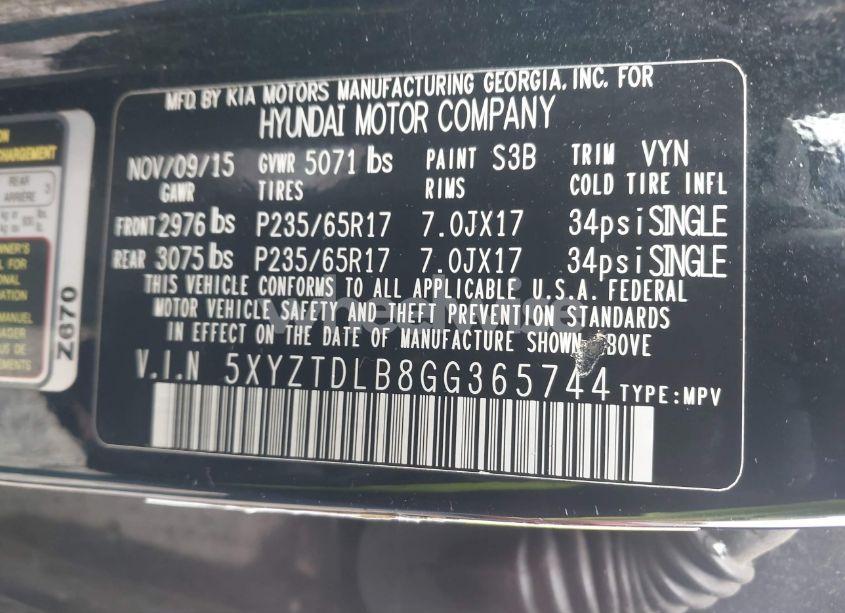 MFD. BY KIA MOTORS MANUFACTURING GEORGIA, INC. FOR
HYUNDAI MOTOR COMPANY
NOV/09/15 GVWR 5071 lbs PAINT S3B TRIM VYN
GAWR TIRES RIMS COLD TIRE INFL
FRONT 2976 lbs P235/65R17 7.0JX17 34psi SINGLE
REAR 3075 lbs P235/65R17 7.0JX17 34psi SINGLE
THIS VEHICLE CONFORMS TO ALL APPLICABLE U.S.A. FEDERAL
MOTOR VEHICLE SAFETY AND THEFT PREVENTION STANDARDS
IN EFFECT ON THE DATE OF MANUFACTURE SHOWN ABOVE
V.I.N 5XYZTDLB8GG365744 TYPE:MPV
REAR
ARRIERE
3
Z670